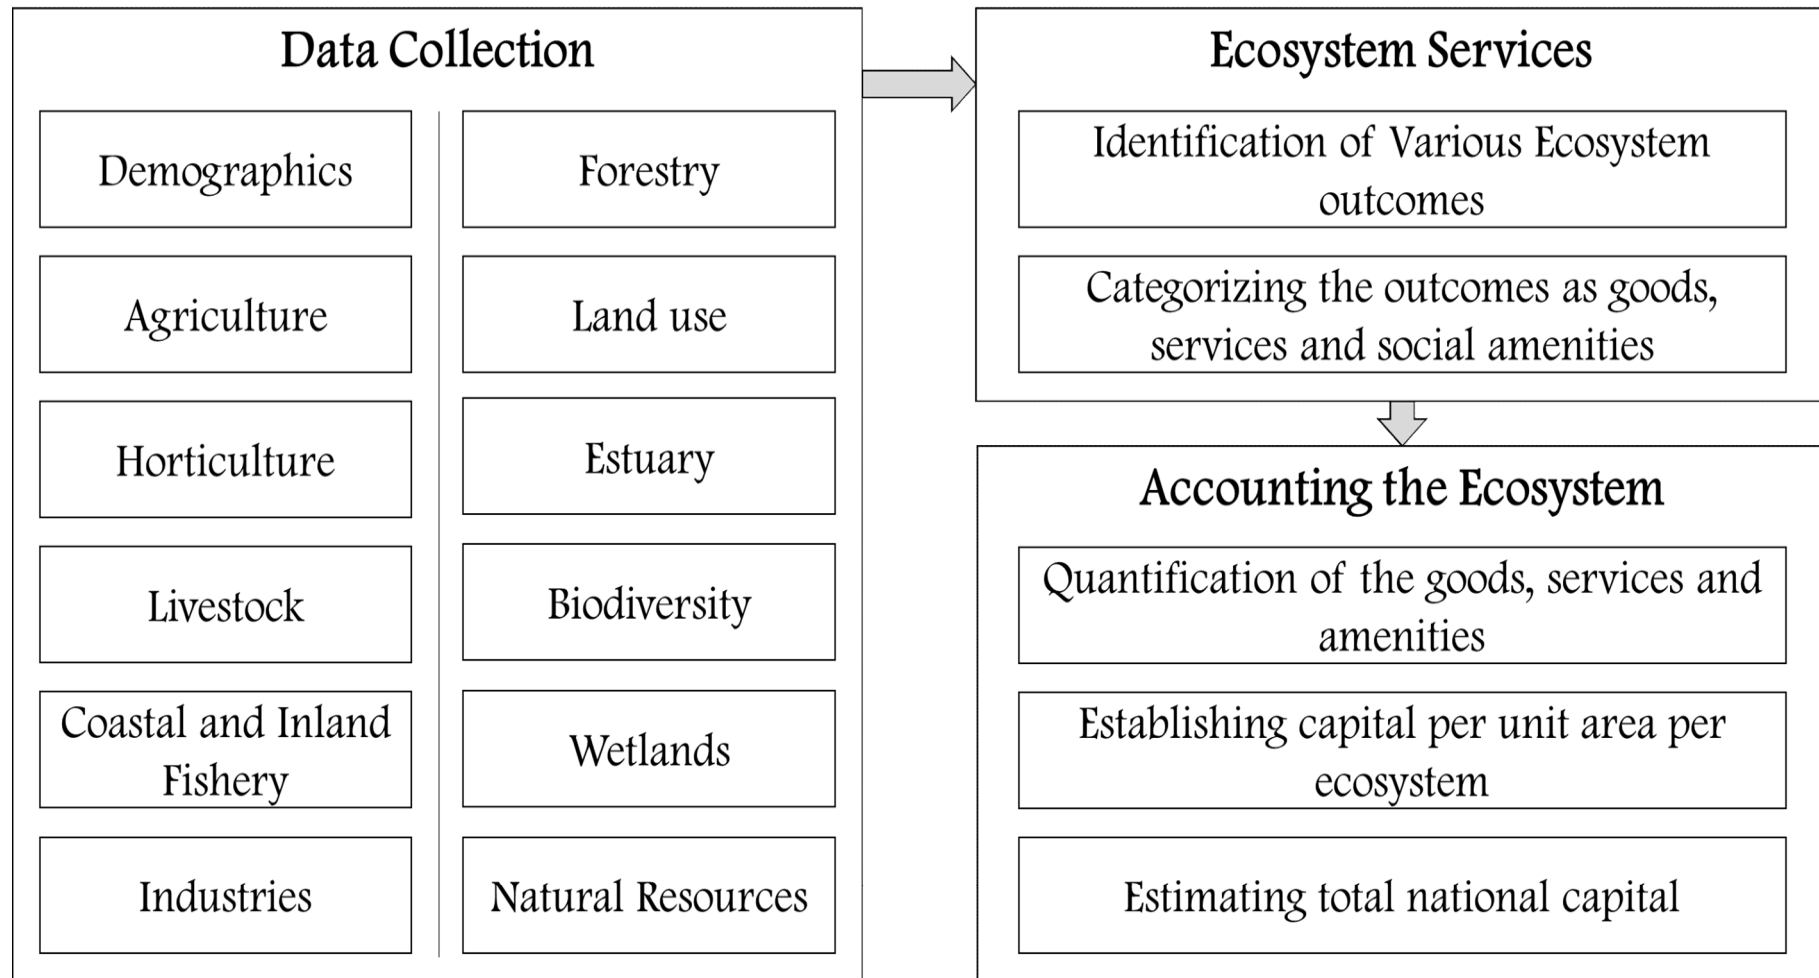 Data Collection
Demographics
Agriculture
Horticulture
Livestock
Coastal and Inland
Fishery
Industries
Forestry
Land use
Estuary
Biodiversity
Wetlands
Natural Resources
Ecosystem Services
Identification of Various Ecosystem
outcomes
Categorizing the outcomes as goods,
services and social amenities
Accounting the Ecosystem
Quantification of the goods, services and
amenities
Establishing capital per unit area per
ecosystem
Estimating total national capital